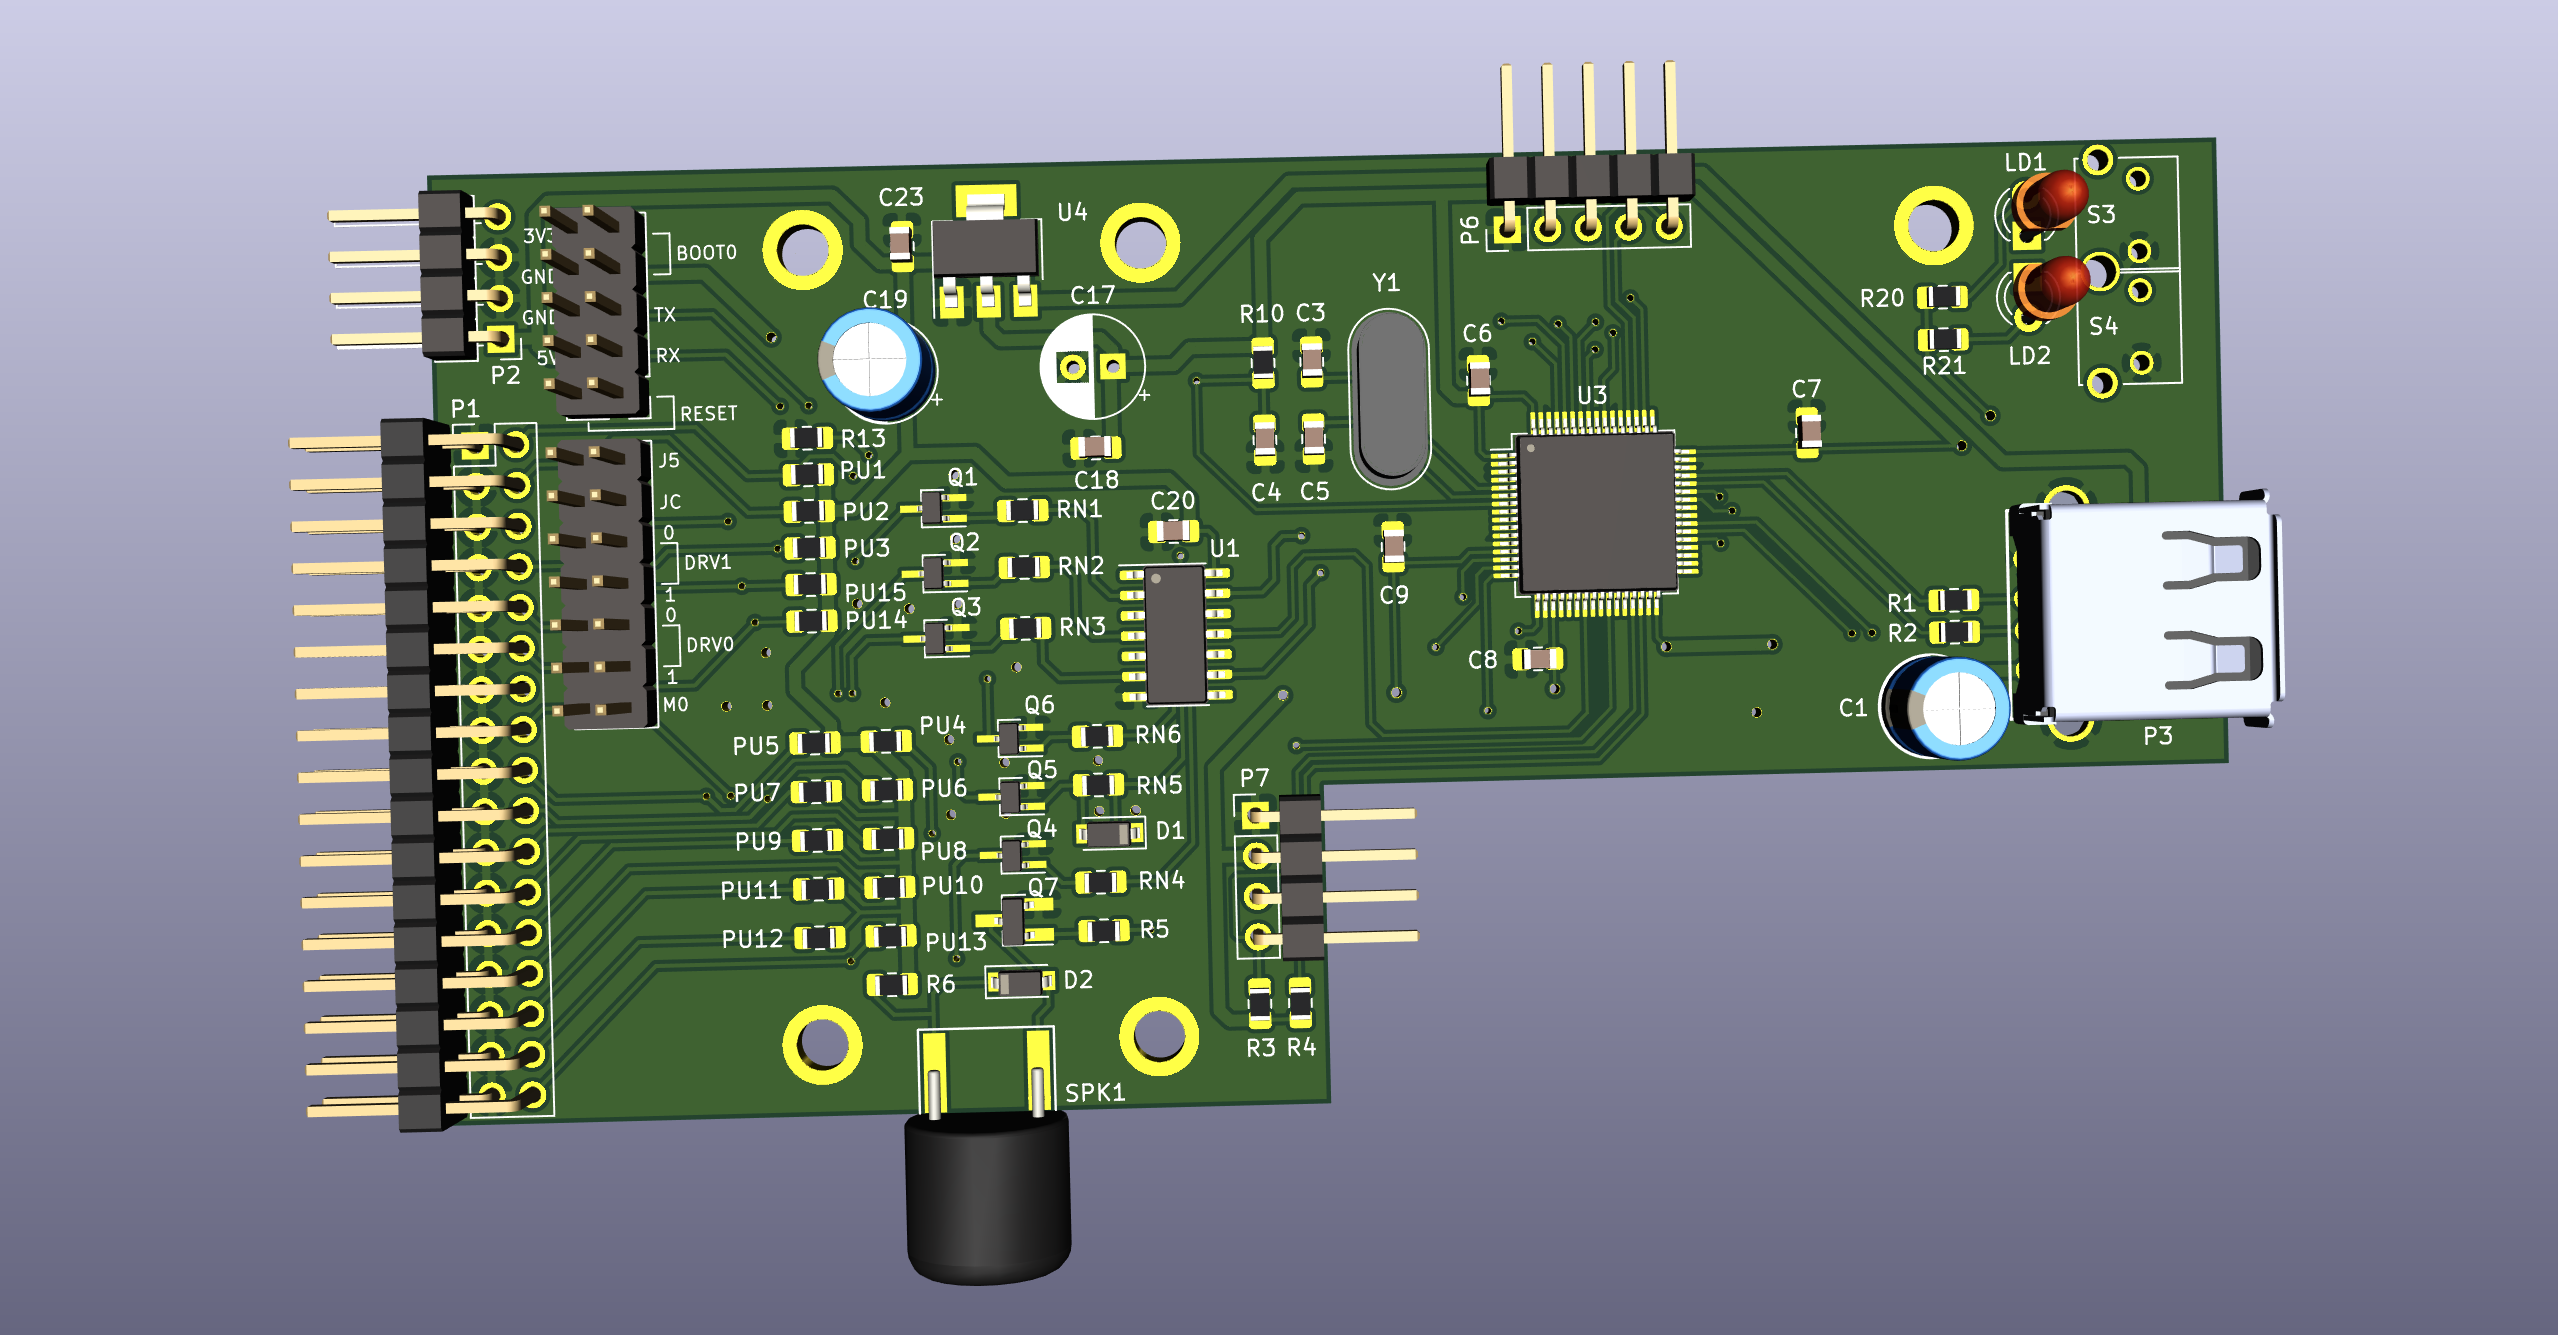 C23
U4
3V3
GND
GND
5V
P2
BOOT0
TX
RX
RESET
C19
+
C17
+
C18
P6
LD1
S3
S4
LD2
R20
R21
R10
C3
Y1
C6
C4
C5
U3
C7
P1
J5
JC
0
DRV1
1
0
DRV0
1
M0
R13
PU1
PU2
PU3
PU15
PU14
Q1
Q2
Q3
RN1
RN2
RN3
C20
U1
C9
C8
R1
R2
C1
P3
PU5
PU4
PU7
PU6
PU9
PU8
PU11
PU10
PU12
PU13
Q6
Q5
Q4
Q7
RN6
RN5
D1
RN4
R5
R6
D2
P7
R3
R4
SPK1